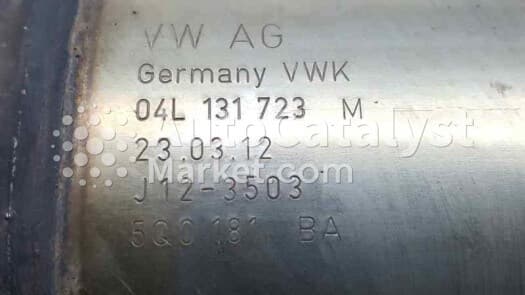 VW AG
Germany VWK
04L 131 723 M
AutoCatalyst
23.03.12
Market.com
J12-3503
5Q0 181 BA